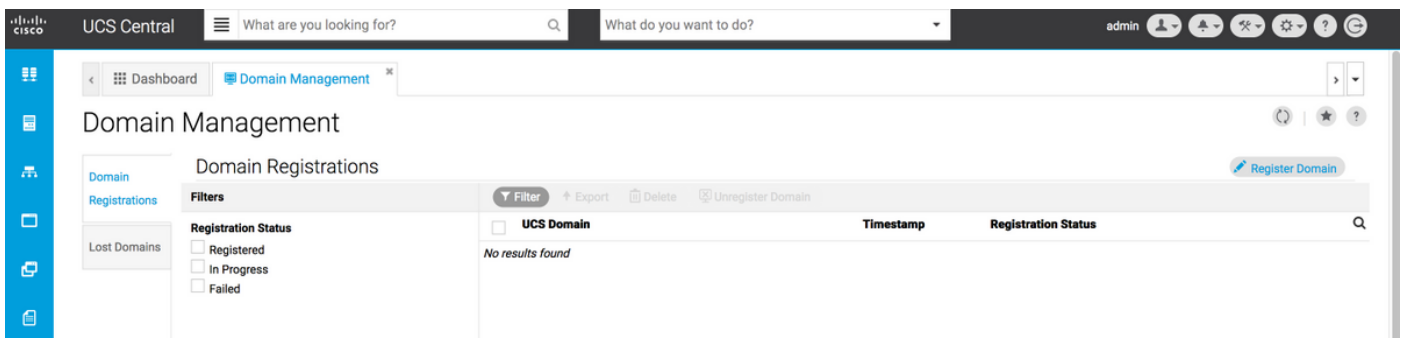 CISCO
UCS Central
What are you looking for?
What do you want to do?
admin
?
Dashboard
Domain Management
Domain Management
?
Domain Registrations
Lost Domains
Domain Registrations
Register Domain
Filters
Filter
Export
Delete
Unregister Domain
Registration Status
Registered
In Progress
Failed
UCS Domain
Timestamp
Registration Status
No results found